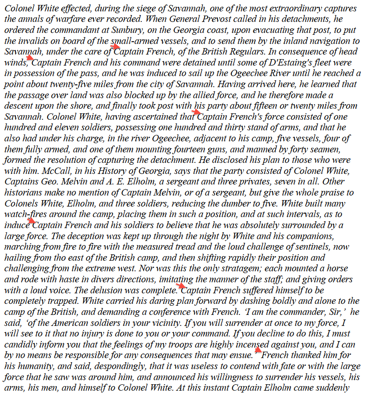 Colonel White effected, during the siege of Savannah, one of the most extraordinary captures
the annals of warfare ever recorded. When General Prevost called in his detachments, he
ordered the commandant at Sunbury, on the Georgia coast, upon evacuating that post, to put
the invalids on board of the small-armed vessels, and to send them by the inland navigation to
Savannah, under the care of Captain French, of the British Regulars. In consequence of head
winds, Captain French and his command were detained until some of D'Estaing's fleet were
in possession of the pass, and he was induced to sail up the Ogeechee River until he reached a
point about twenty-five miles from the city of Savannah. Having arrived here, he learned that
the passage over land was also blocked up by the allied force, and he therefore made a
descent upon the shore, and finally took post with his party about fifteen or twenty miles from
Savannah. Colonel White, having ascertained that Captain French's force consisted of one
hundred and eleven soldiers, possessing one hundred and thirty stand of arms, and that he
also had under his charge, in the river Ogeechee, adjacent to his camp, five vessels, four of
them fully armed, and one of them mounting fourteen guns, and manned by forty seamen,
formed the resolution of capturing the detachment. He disclosed his plan to those who were
with him. McCall, in his History of Georgia, says that the party consisted of Colonel White,
Captains Geo. Melvin and A. E. Elholm, a sergeant and three privates, seven in all. Other
historians make no mention of Captain Melvin, or of a sergeant, but give the whole praise to
Colonels White, Elholm, and three soldiers, reducing the dumber to five. White built many
watch-fires around the camp, placing them in such a position, and at such intervals, as to
induce Captain French and his soldiers to believe that he was absolutely surrounded by a
large force. The deception was kept up through the night by White and his companions,
marching from fire to fire with the measured tread and the loud challenge of sentinels, now
hailing from the east of the British camp, and then shifting rapidly their position and
challenging from the extreme west. Nor was this the only stratagem; each mounted a horse
and rode with haste in divers directions, imitating the manner of the staff; and giving orders
with a loud voice. The delusion was complete. Captain French suffered himself to be
completely trapped. White carried his daring plan forward by dashing boldly and alone to the
camp of the British, and demanding a conference with French. 'I am the commander, Sir,' he
said, 'of the American soldiers in your vicinity. If you will surrender at once to my force, I
will see to it that no injury is done to you or your command. If you decline to do this, I must
candidly inform you that the feelings of my troops are highly incensed against you, and I can
by no means be responsible for any consequences that may ensue. French thanked him for
his humanity, and said, despondingly, that it was useless to contend with fate or with the large
force that he saw was around him, and announced his willingness to surrender his vessels, his
arms, his men, and himself to Colonel White. At this instant Captain Elholm came suddenly